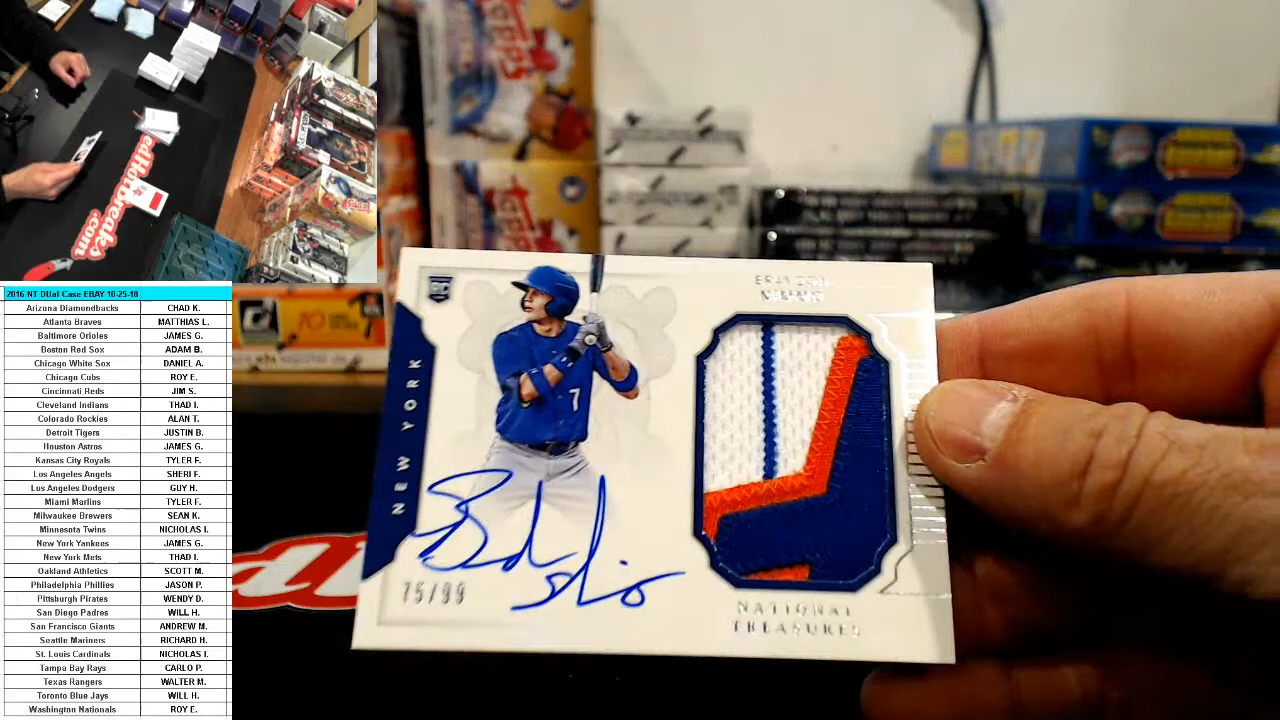 2016 NT DUal Case EBAY 10-25-18
Arizona Diamondbacks CHAD K.
Atlanta Braves MATTHIAS L.
Baltimore Orioles JAMES G.
Boston Red Sox ADAM B.
Chicago White Sox DANIEL A.
Chicago Cubs ROY E.
Cincinnati Reds JIM S.
Cleveland Indians THAD I.
Colorado Rockies ALAN T.
Detroit Tigers JUSTIN B.
Houston Astros JAMES G.
Kansas City Royals TYLER F.
Los Angeles Angels SHERI F.
Los Angeles Dodgers GUY H.
Miami Marlins TYLER F.
Milwaukee Brewers SEAN K.
Minnesota Twins NICHOLAS I.
New York Yankees JAMES G.
New York Mets THAD I.
Oakland Athletics SCOTT M.
Philadelphia Phillies JASON P.
Pittsburgh Pirates WENDY D.
San Diego Padres WILL H.
San Francisco Giants ANDREW M.
Seattle Mariners RICHARD H.
St. Louis Cardinals NICHOLAS I.
Tampa Bay Rays CARLO P.
Texas Rangers WALTER M.
Toronto Blue Jays WILL H.
Washington Nationals ROY E.
RedHotBreaks
.com
Topps
Topps
RC
NEW YORK
7
75/99
NATIONAL
TREASURES